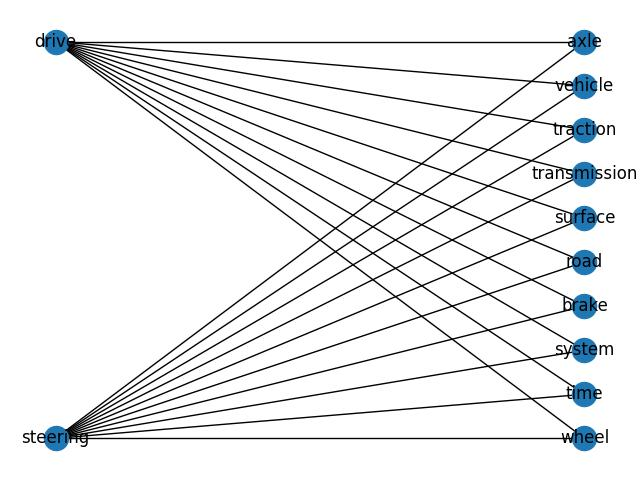 drive
axle
vehicle
traction
transmission
surface
road
brake
system
time
steering
wheel